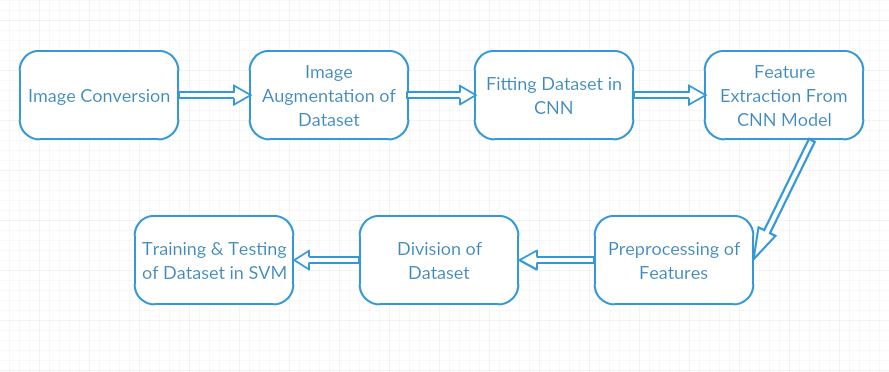 Image Conversion
Image
Augmentation of
Dataset
Fitting Dataset in
CNN
Feature
Extraction From
CNN Model
Preprocessing of
Features
Division of
Dataset
Training & Testing
of Dataset in SVM